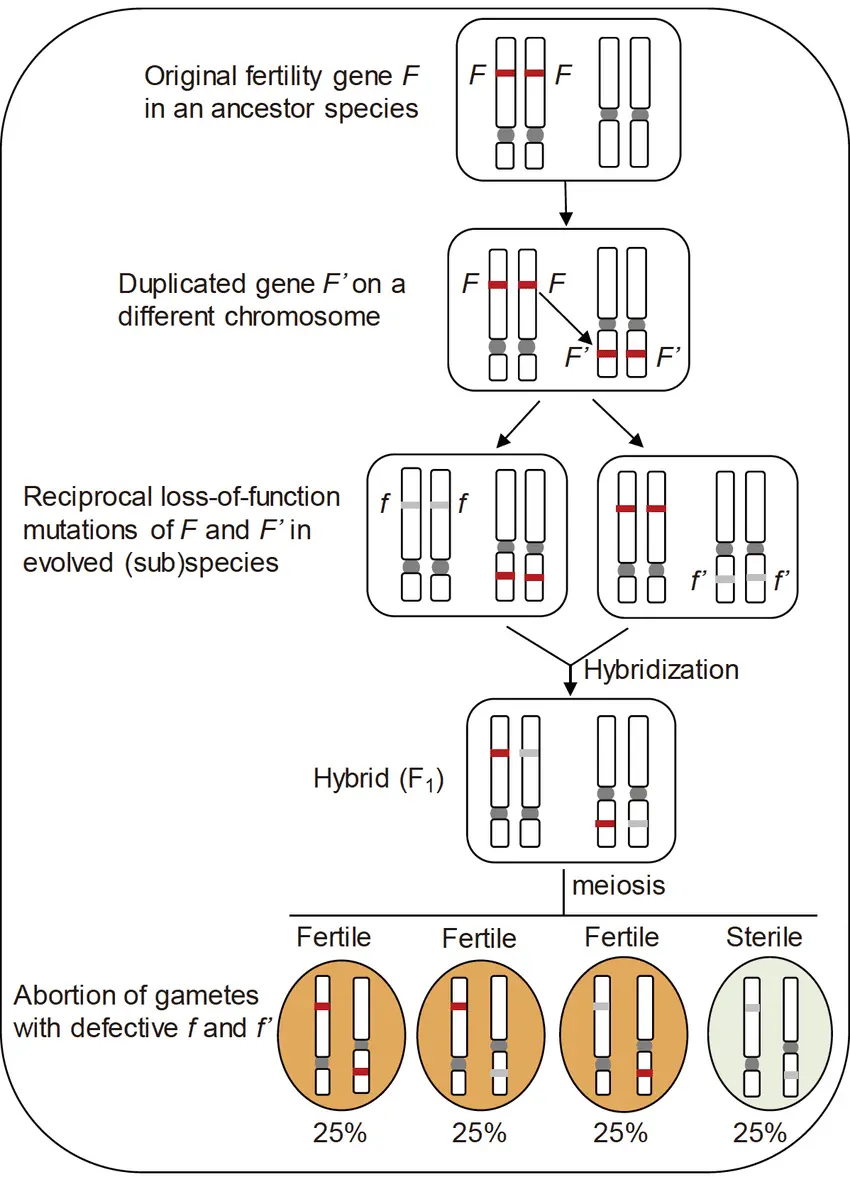 Original fertility gene F
in an ancestor species
F F
Duplicated gene F’ on a
different chromosome
F F
F’ F’
Reciprocal loss-of-function
mutations of F and F’ in
evolved (sub)species
f f
f’ f’
Hybridization
Hybrid (F₁)
meiosis
Fertile Fertile Fertile Sterile
Abortion of gametes
with defective f and f’
25% 25% 25% 25%